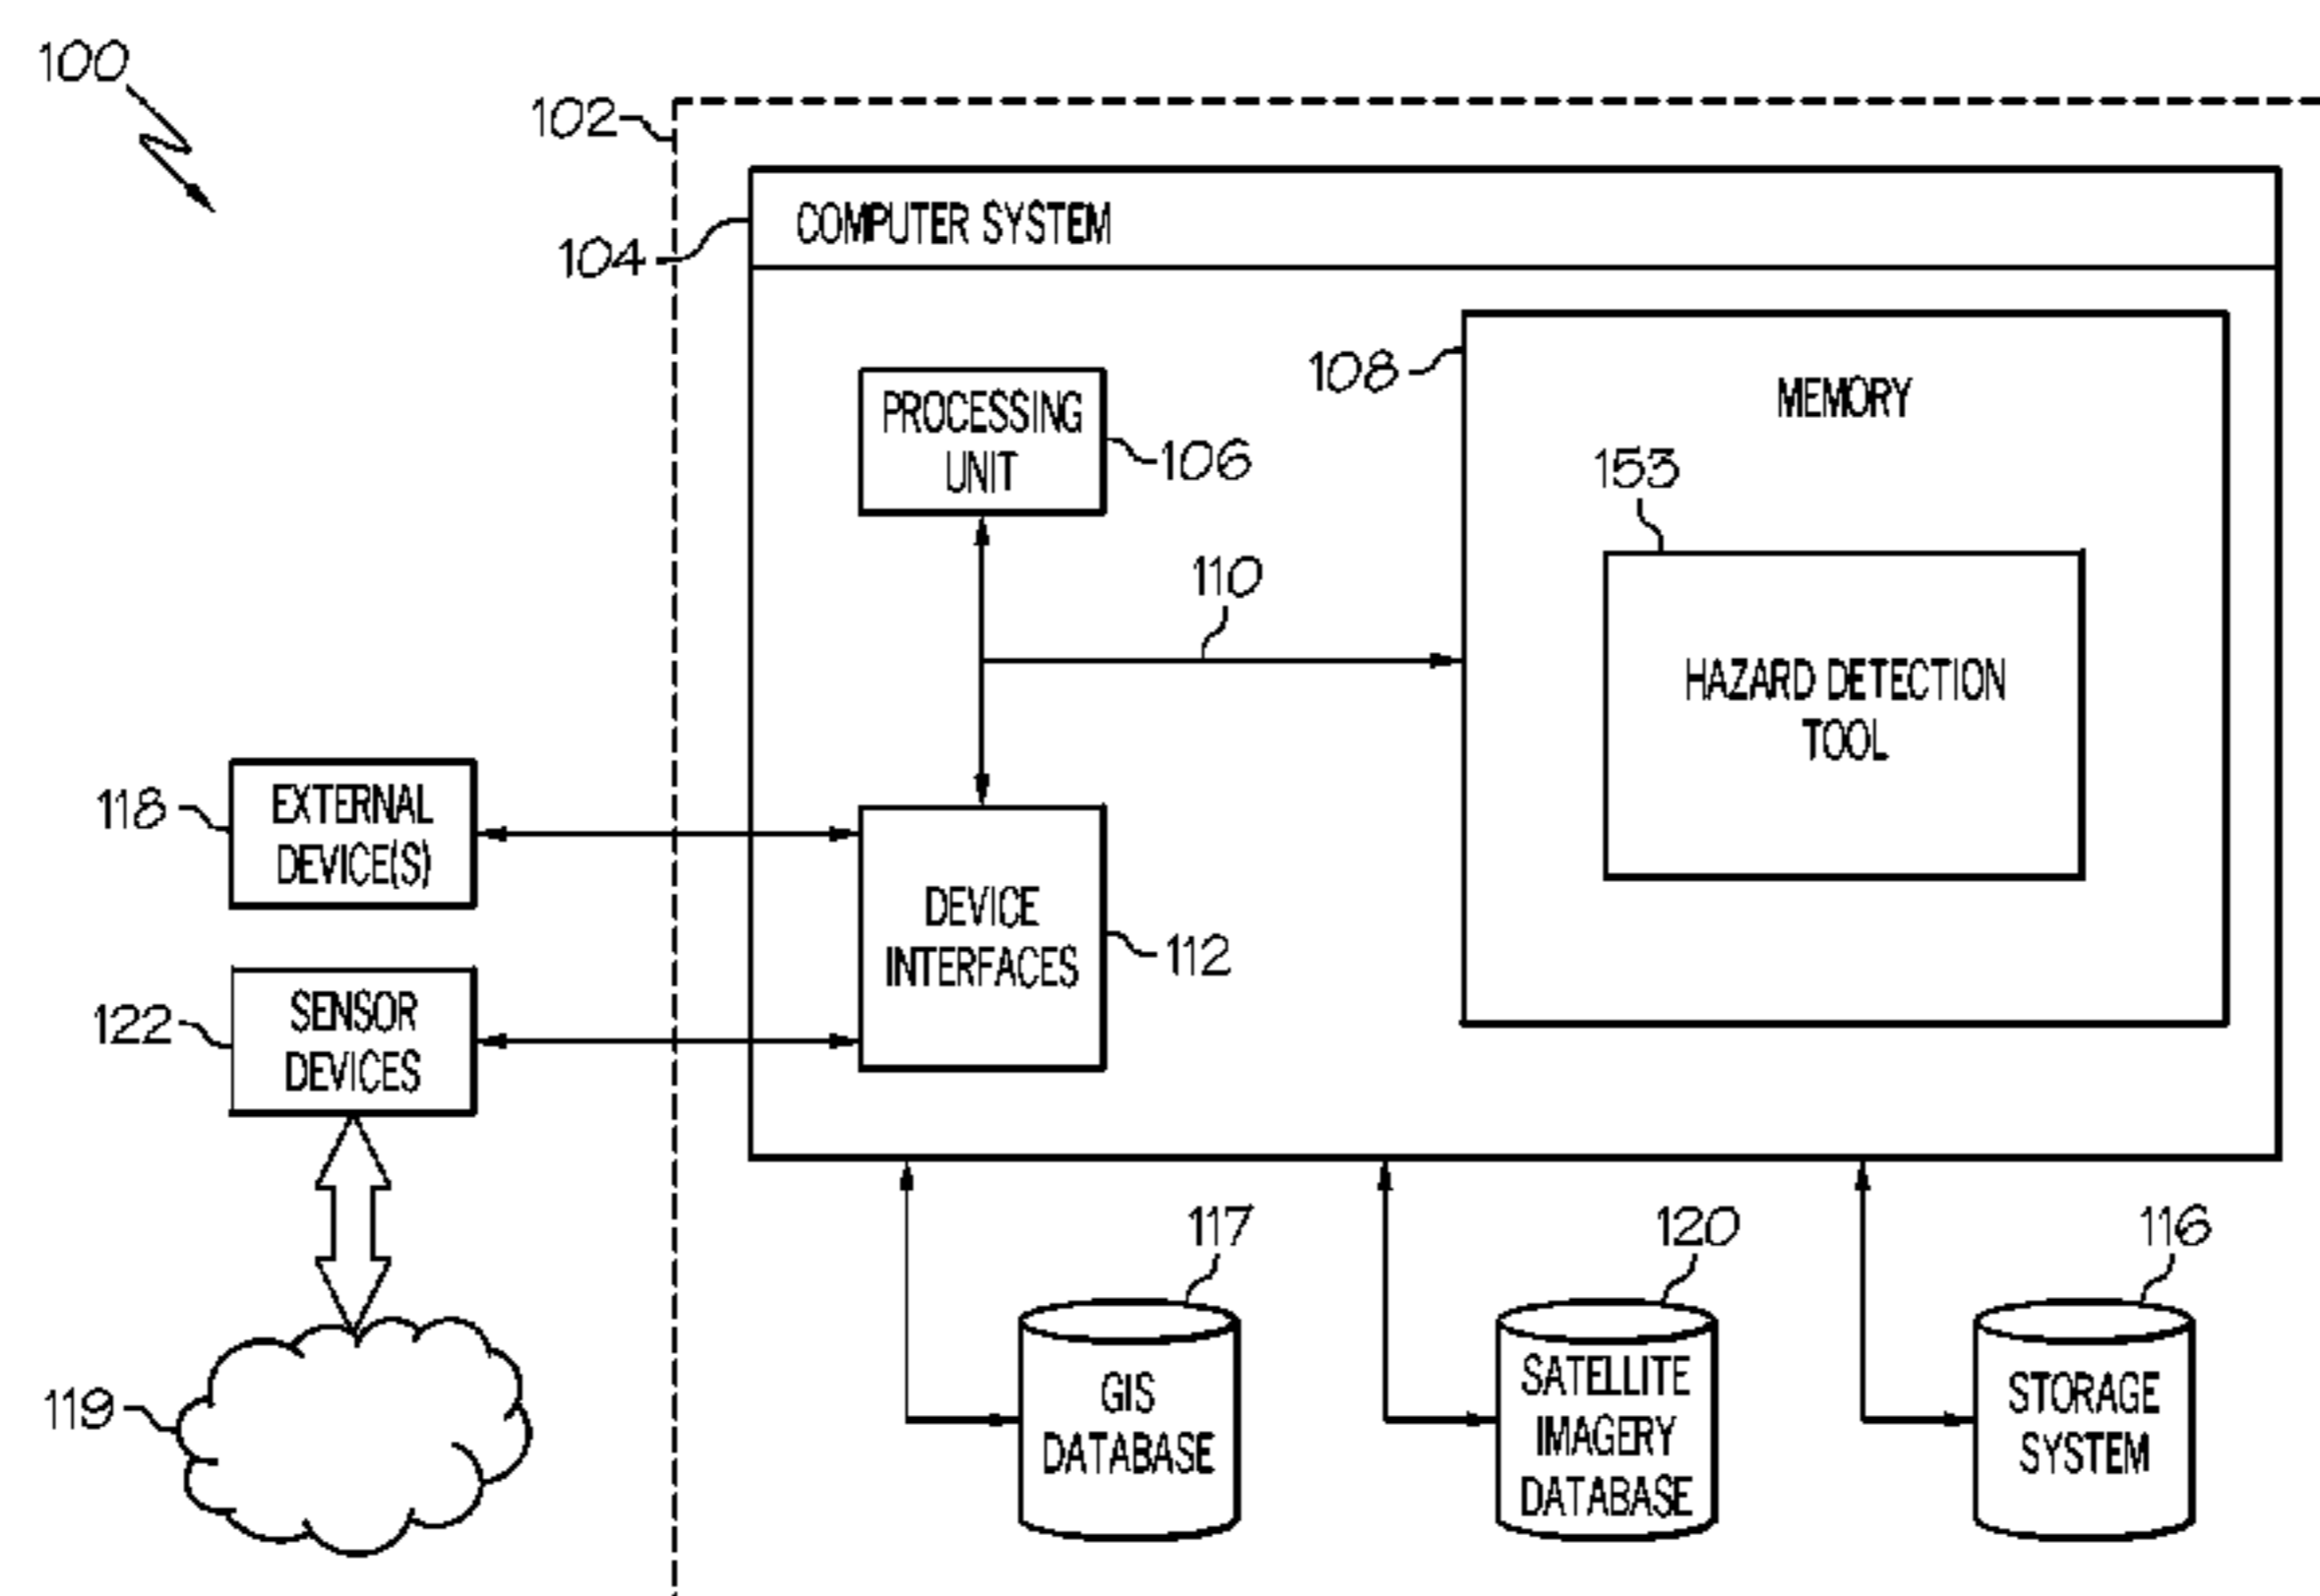 100
102
COMPUTER SYSTEM
104
108
MEMORY
PROCESSING
UNIT
106
153
110
HAZARD DETECTION
TOOL
118
EXTERNAL
DEVICE(S)
DEVICE
INTERFACES
112
122
SENSOR
DEVICES
117
120
116
119
GIS
DATABASE
SATELLITE
IMAGERY
DATABASE
STORAGE
SYSTEM